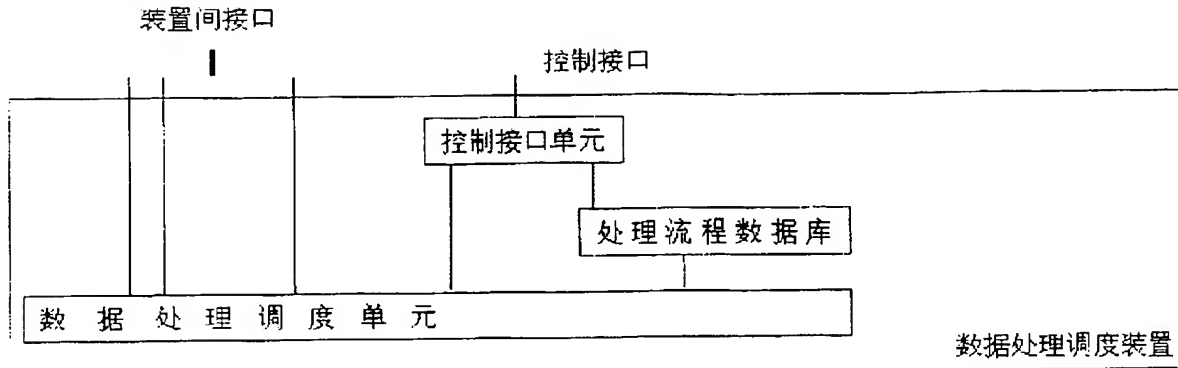 装置间接口
控制接口
控制接口单元
处理流程数据库
数据处理调度单元
数据处理调度装置